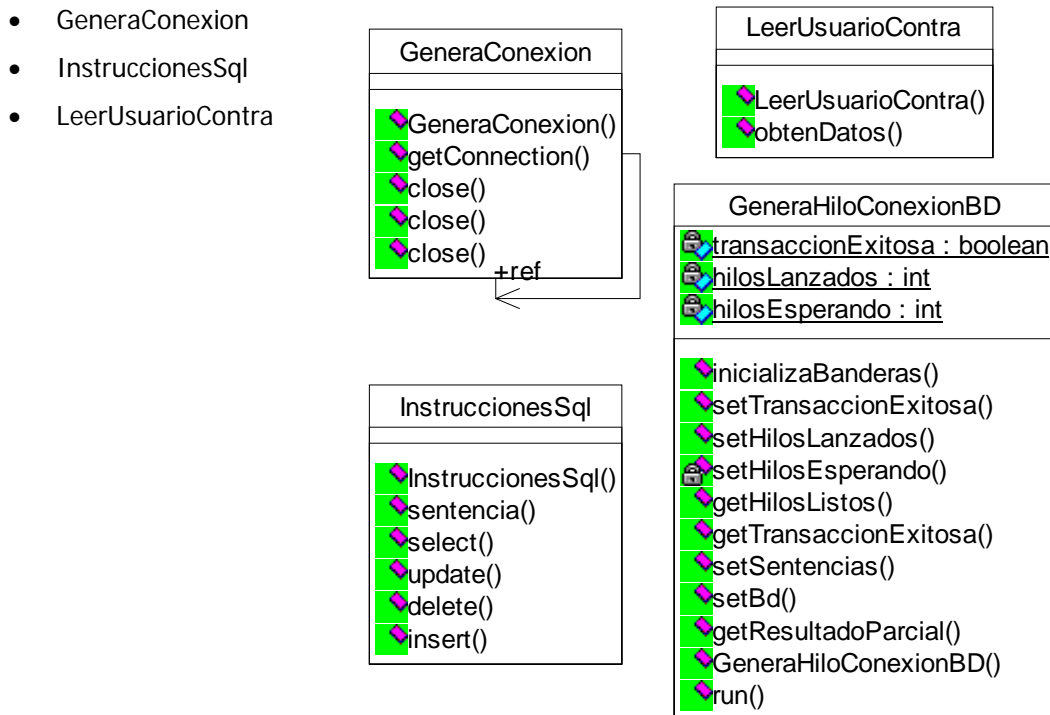 GeneraConexion
InstruccionesSql
LeerUsuarioContra
GeneraConexion
GeneraConexion()
getConnection()
close()
close()
close()
+ref
LeerUsuarioContra
LeerUsuarioContra()
obtenDatos()
InstruccionesSql
InstruccionesSql()
sentencia()
select()
update()
delete()
insert()
GeneraHiloConexionBD
transaccionExitosa : boolean
hilosLanzados : int
hilosEsperando : int
inicializaBanderas()
setTransaccionExitosa()
setHilosLanzados()
setHilosEsperando()
getHilosListos()
getTransaccionExitosa()
setSentencias()
setBd()
getResultadoParcial()
GeneraHiloConexionBD()
run()